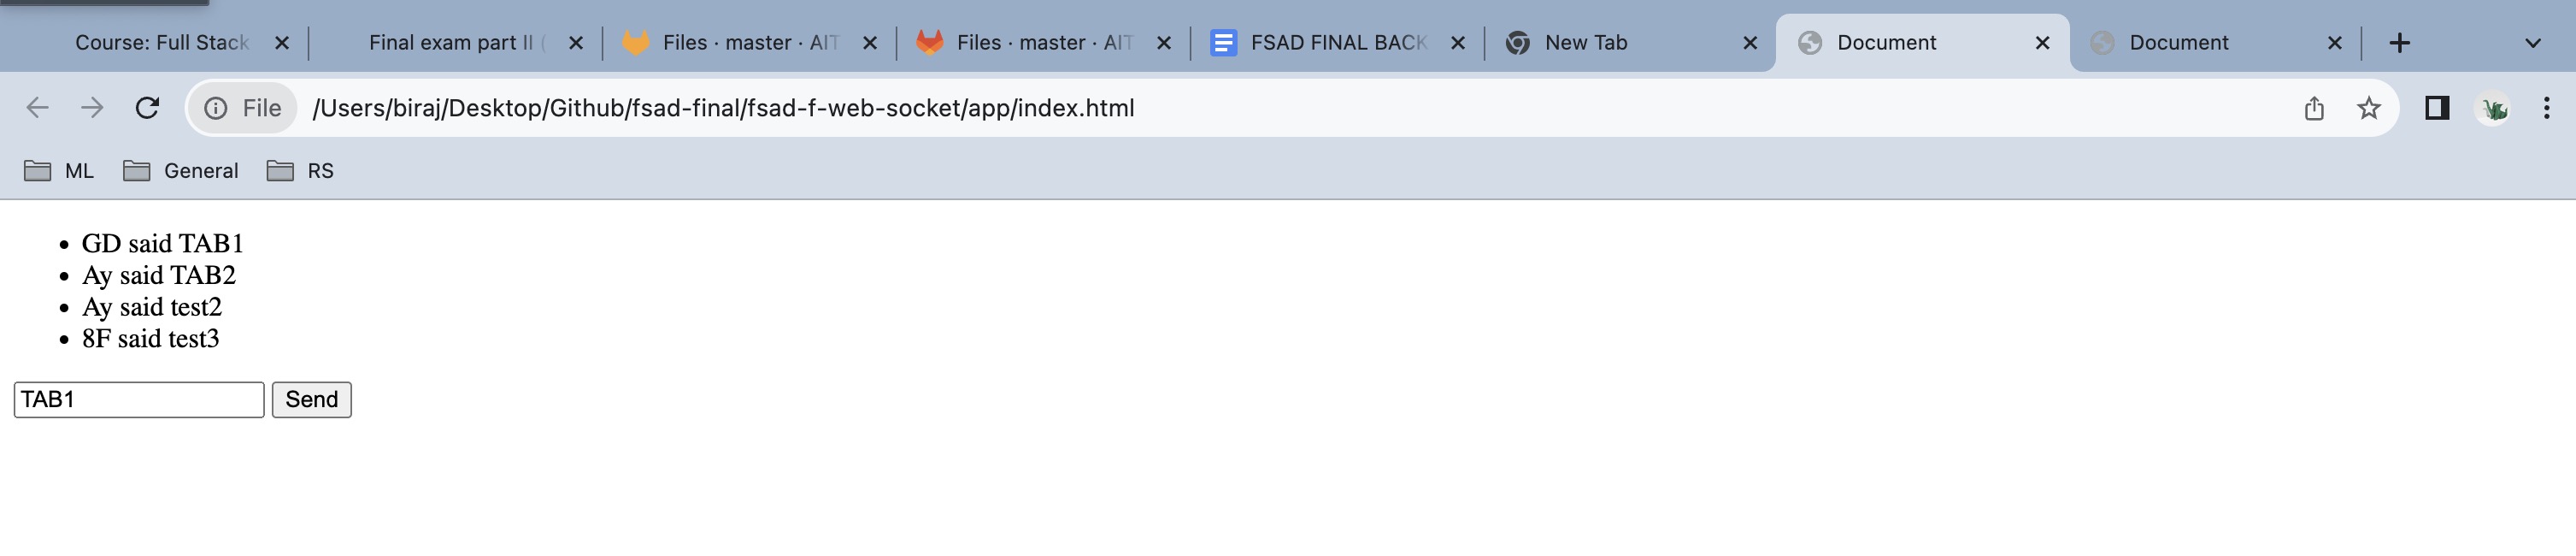 Course: Full Stack
Final exam part II (
Files · master · AIT
Files · master · AIT
FSAD FINAL BACK
New Tab
Document
Document
File
/Users/biraj/Desktop/Github/fsad-final/fsad-f-web-socket/app/index.html
ML
General
RS
• GD said TAB1
• Ay said TAB2
• Ay said test2
• 8F said test3
TAB1
Send